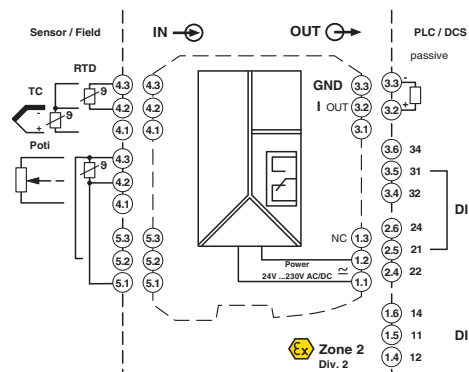 Sensor / Field
IN
OUT
PLC / DCS
passive
RTD
TC
-
+
ϑ
ϑ
4.3
4.2
4.1
4.3
4.2
4.1
GND 3.3
I OUT 3.2
3.1
3.3 -
3.2 +
Poti
ϑ
4.3
4.2
4.1
3.6 34
3.5 31
3.4 32
DI
5.3
5.2
5.1
5.3
5.2
5.1
NC 1.3
Power 1.2
24V ...230V AC/DC ≃ 1.1
2.6 24
2.5 21
2.4 22
1.6 14
1.5 11
1.4 12
DI
Ex Zone 2
Div. 2